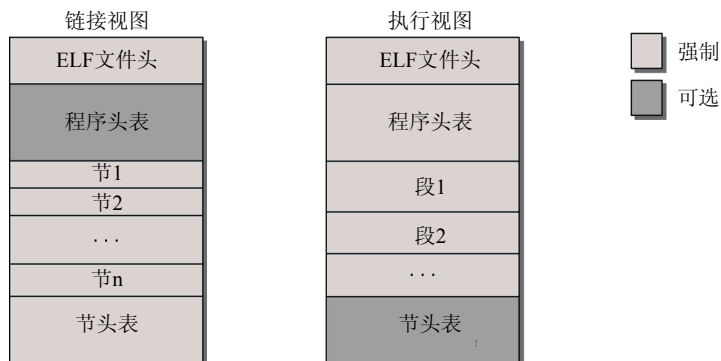 链接视图
ELF文件头
程序头表
节1
节2
...
节n
节头表
执行视图
ELF文件头
程序头表
段1
段2
...
节头表
强制
可选